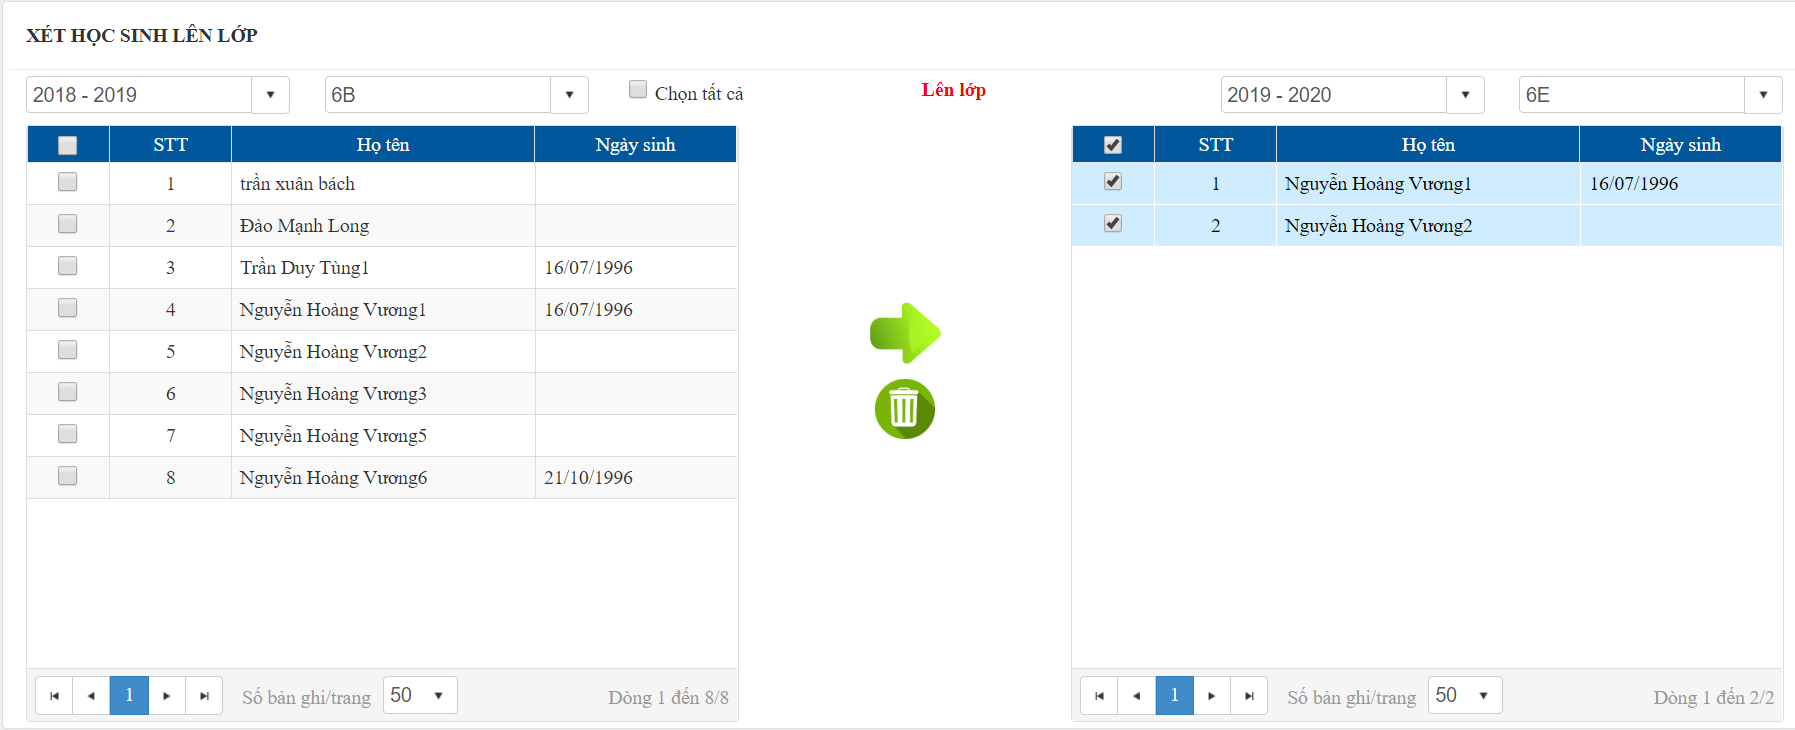 XÉT HỌC SINH LÊN LỚP
2018 - 2019 6B Chọn tất cả Lên lớp 2019 - 2020 6E
STT Họ tên Ngày sinh
1 trần xuân bách
2 Đào Mạnh Long
3 Trần Duy Tùng1 16/07/1996
4 Nguyễn Hoàng Vương1 16/07/1996
5 Nguyễn Hoàng Vương2
6 Nguyễn Hoàng Vương3
7 Nguyễn Hoàng Vương5
8 Nguyễn Hoàng Vương6 21/10/1996
1 Số bản ghi/trang 50 Dòng 1 đến 8/8
STT Họ tên Ngày sinh
1 Nguyễn Hoàng Vương1 16/07/1996
2 Nguyễn Hoàng Vương2
1 Số bản ghi/trang 50 Dòng 1 đến 2/2